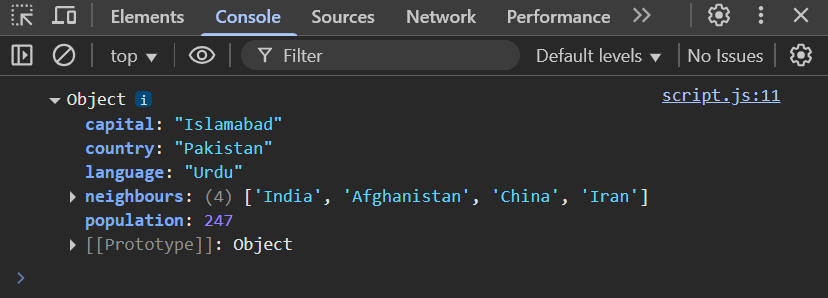 Elements Console Sources Network Performance
top Filter Default levels No Issues
Object i script.js:11
capital: "Islamabad"
country: "Pakistan"
language: "Urdu"
neighbours: (4) ['India', 'Afghanistan', 'China', 'Iran']
population: 247
[[Prototype]]: Object